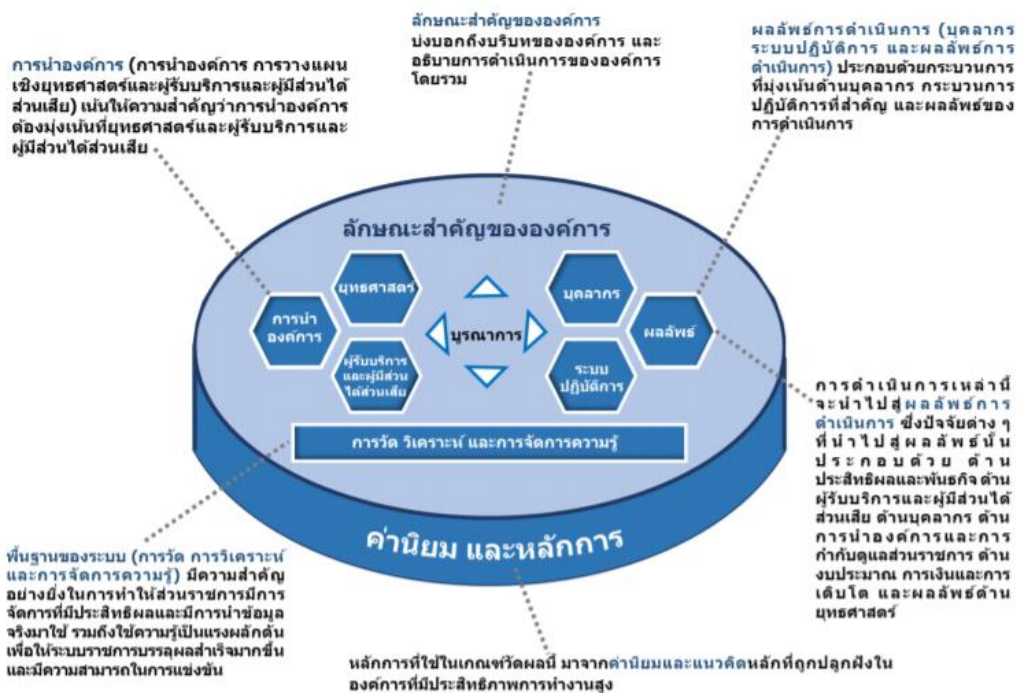 ลักษณะสำคัญขององค์การ
บ่งบอกถึงบริบทขององค์การ และ
อธิบายการดำเนินการขององค์การ
โดยรวม
การนำองค์การ (การนำองค์การ การวางแผน
เชิงยุทธศาสตร์และผู้รับบริการและผู้มีส่วนได้
ส่วนเสีย) เน้นให้ความสำคัญว่าการนำองค์การ
ต้องมุ่งเน้นที่ยุทธศาสตร์และผู้รับบริการและ
ผู้มีส่วนได้ส่วนเสีย
ผลลัพธ์การดำเนินการ (บุคลากร
ระบบปฏิบัติการ และผลลัพธ์การ
ดำเนินการ) ประกอบด้วยกระบวนการ
ที่มุ่งเน้นด้านบุคลากร กระบวนการ
ปฏิบัติการที่สำคัญ และผลลัพธ์ของ
การดำเนินการ
ลักษณะสำคัญขององค์การ
ยุทธศาสตร์
บุคลากร
การนำ
องค์การ
บูรณาการ
ผลลัพธ์
ผู้รับบริการ
และผู้มีส่วน
ได้ส่วนเสีย
ระบบ
ปฏิบัติการ
การวัด วิเคราะห์ และการจัดการความรู้
ค่านิยม และหลักการ
การดำเนินการเหล่านี้
จะนำไปสู่ผลลัพธ์การ
ดำเนินการ ซึ่งปัจจัยต่าง ๆ
ที่นำไปสู่ผลลัพธ์นั้น
ประกอบด้วย ด้าน
ประสิทธิผลและพันธกิจ ด้าน
ผู้รับบริการและผู้มีส่วนได้
ส่วนเสีย ด้านบุคลากร ด้าน
การนำองค์การและการ
กำกับดูแลส่วนราชการ ด้าน
งบประมาณ การเงินและการ
เติบโต และผลลัพธ์ด้าน
ยุทธศาสตร์
พื้นฐานของระบบ (การวัด การวิเคราะห์
และการจัดการความรู้) มีความสำคัญ
อย่างยิ่งในการทำให้ส่วนราชการมีการ
จัดการที่มีประสิทธิผลและมีการนำข้อมูล
จริงมาใช้ รวมถึงใช้ความรู้เป็นแรงผลักดัน
เพื่อให้ระบบราชการบรรลุผลสำเร็จมากขึ้น
และมีความสามารถในการแข่งขัน
หลักการที่ใช้ในเกณฑ์วัดผลนี้ มาจากค่านิยมและแนวคิดหลักที่ถูกปลูกฝังใน
องค์การที่มีประสิทธิภาพการทำงานสูง